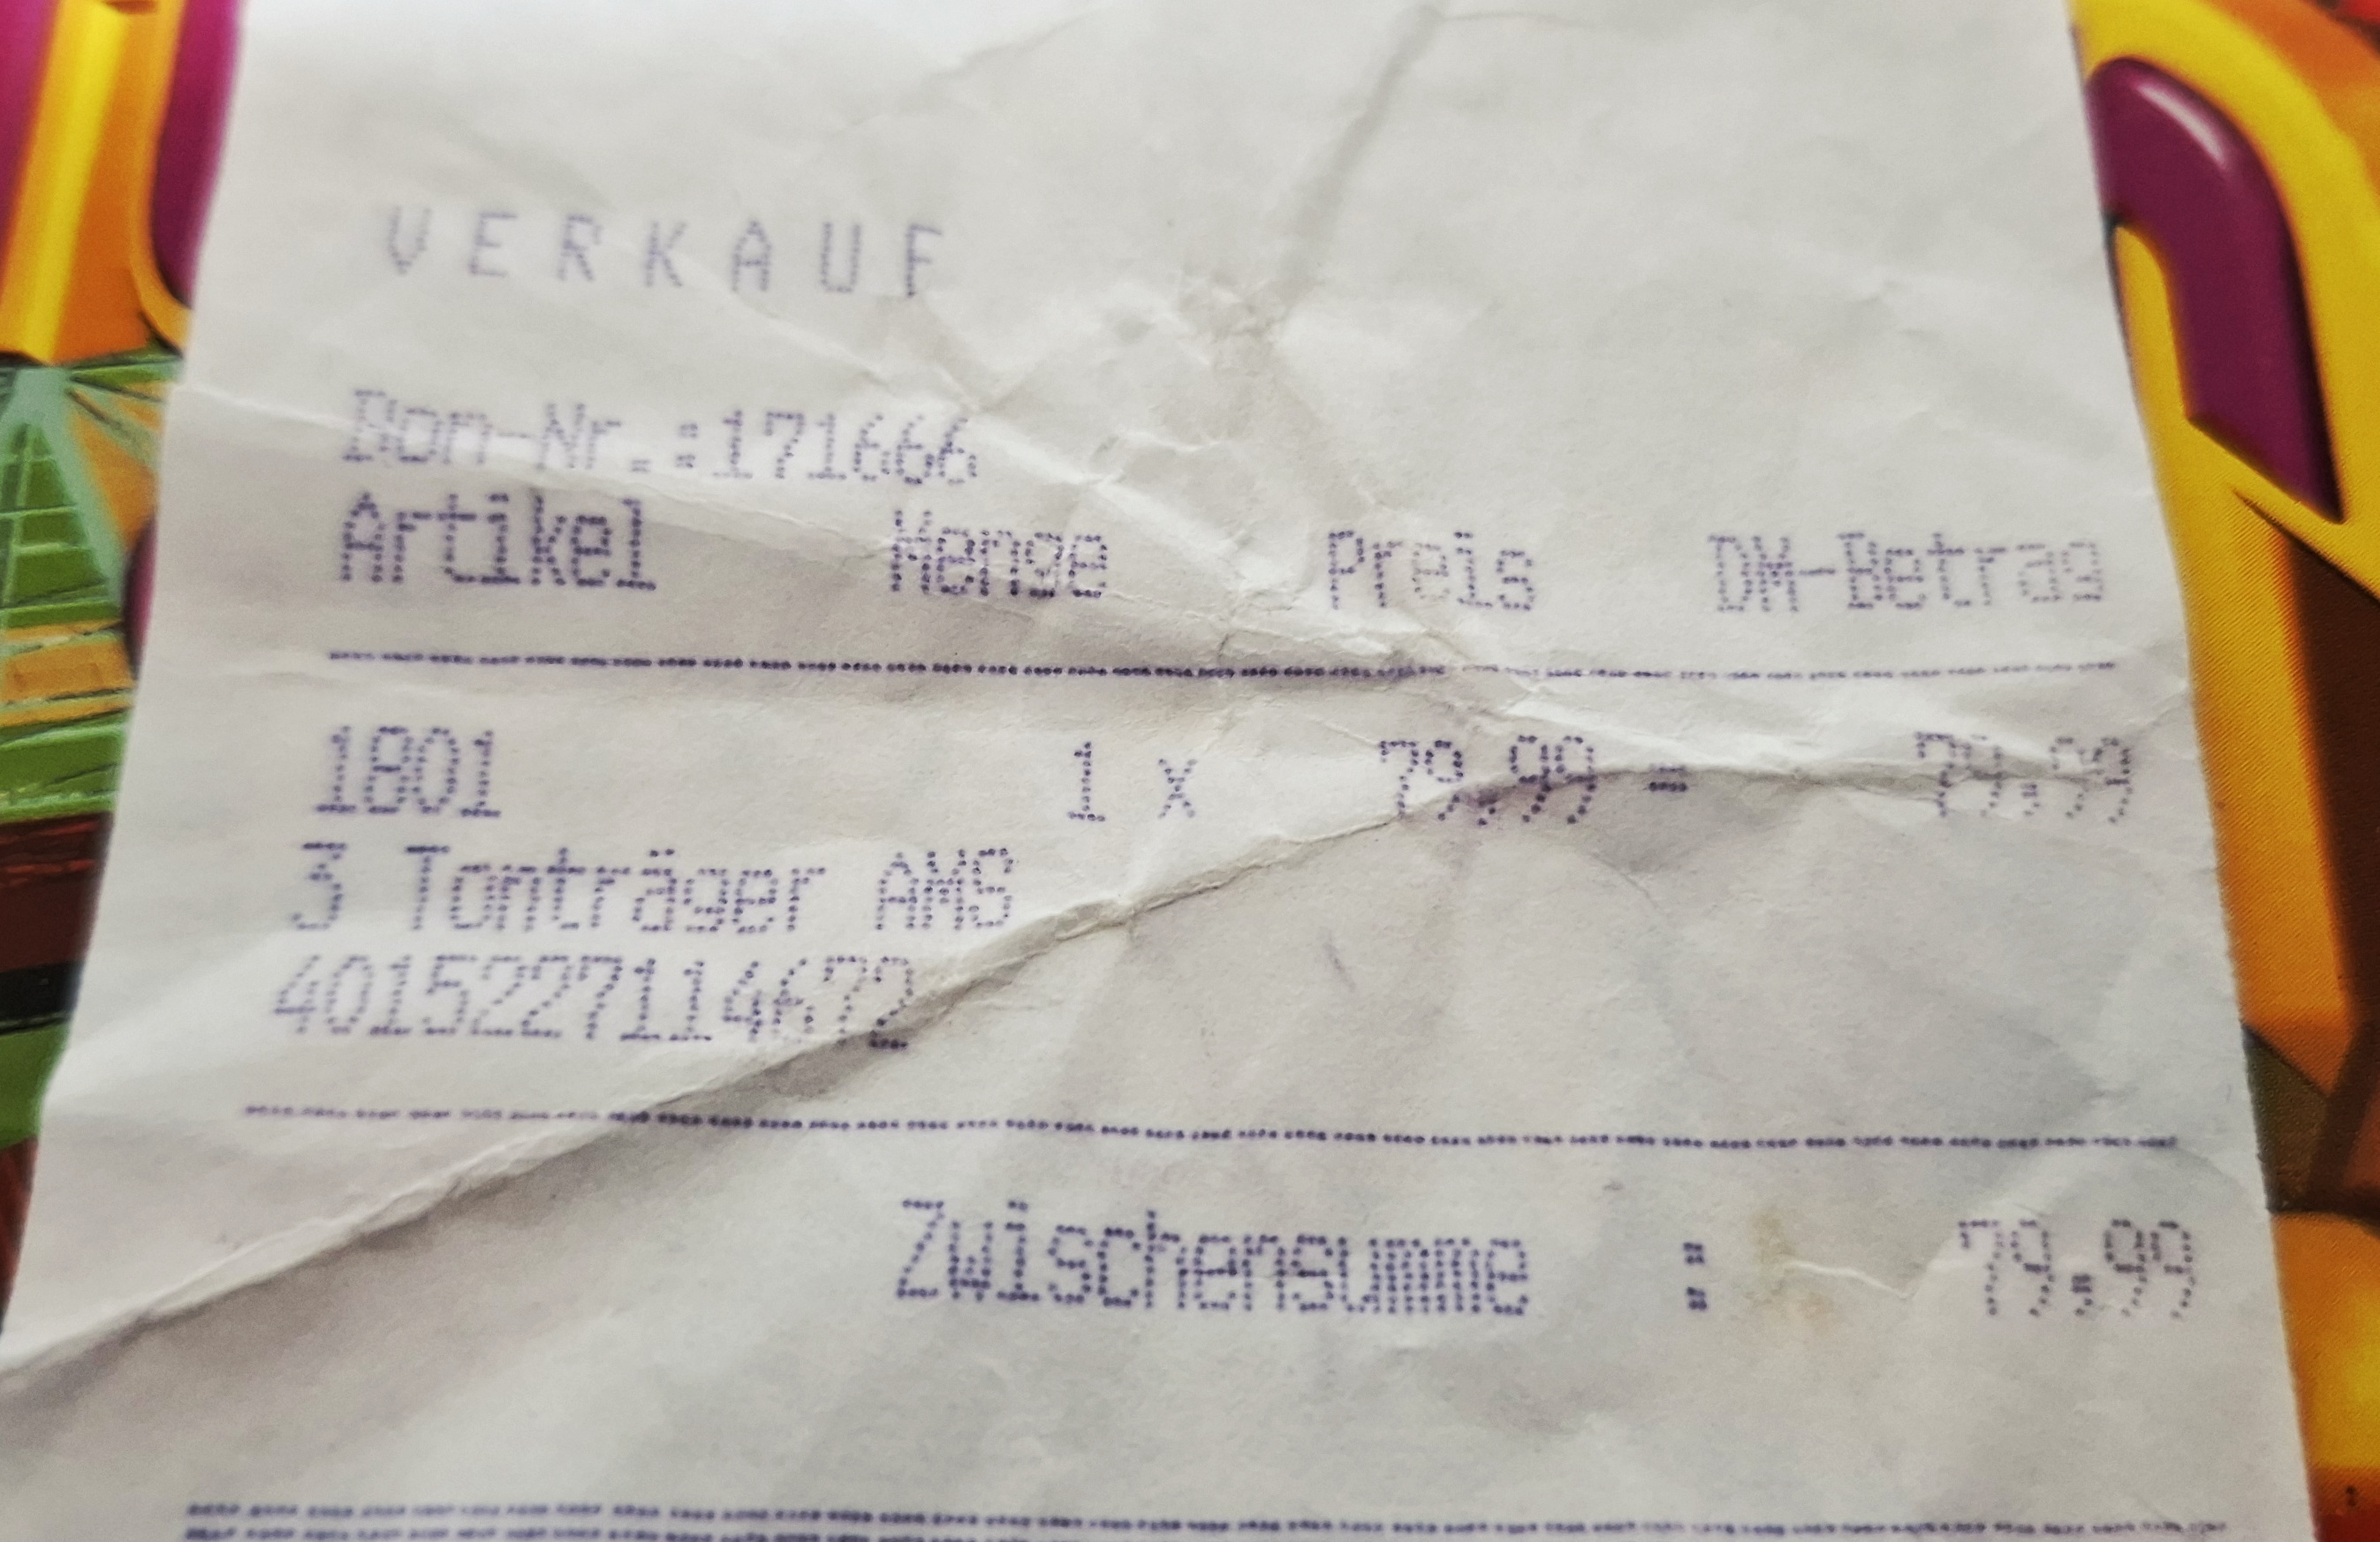 VERKAUF
Bon-Nr.:171666
Artikel Menge Preis DM-Betrag
1801 1 x 79,99 = 79,99
3 Tonträger AMS
4015227114672
Zwischensumme : 79,99